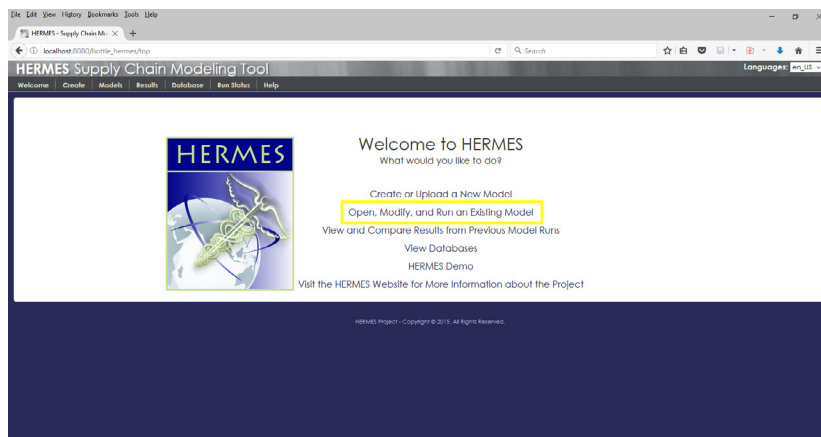 File Edit View History Bookmarks Tools Help
HERMES - Supply Chain Mo
localhost:8080/bottle_hermes/top
Search
HERMES Supply Chain Modeling Tool
Languages: en_US
Welcome Create Models Results Database Run Status Help
HERMES
Welcome to HERMES
What would you like to do?
Create or Upload a New Model
Open, Modify, and Run an Existing Model
View and Compare Results from Previous Model Runs
View Databases
HERMES Demo
Visit the HERMES Website for More Information about the Project
HERMES Project - Copyright © 2015. All Rights Reserved.